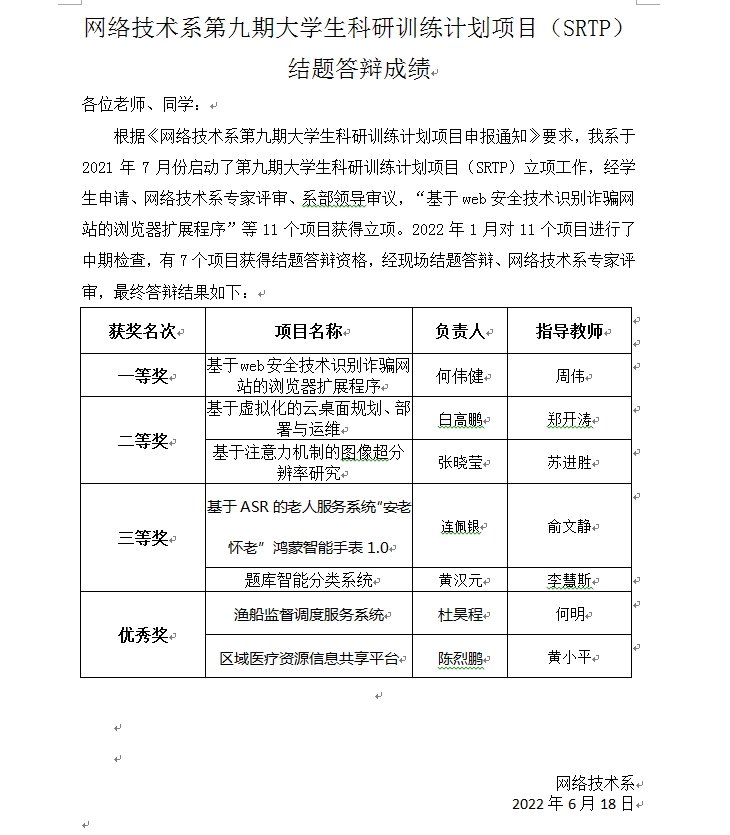 网络技术系第九期大学生科研训练计划项目（SRTP）
结题答辩成绩
各位老师、同学：
根据《网络技术系第九期大学生科研训练计划项目申报通知》要求，我系于
2021 年 7 月份启动了第九期大学生科研训练计划项目（SRTP）立项工作，经学
生申请、网络技术系专家评审、系部领导审议，“基于 web 安全技术识别诈骗网
站的浏览器扩展程序”等 11 个项目获得立项。2022 年 1 月对 11 个项目进行了
中期检查，有 7 个项目获得结题答辩资格，经现场结题答辩、网络技术系专家评
审，最终答辩结果如下：
获奖名次 项目名称 负责人 指导教师
一等奖 基于web安全技术识别诈骗网
站的浏览器扩展程序 何伟健 周伟
二等奖 基于虚拟化的云桌面规划、部
署与运维 白高鹏 郑开涛
基于注意力机制的图像超分
辨率研究 张晓莹 苏进胜
三等奖 基于 ASR 的老人服务系统“安老
怀老”鸿蒙智能手表 1.0 连佩银 俞文静
题库智能分类系统 黄汉元 李慧斯
优秀奖 渔船监督调度服务系统 杜昊程 何明
区域医疗资源信息共享平台 陈烈鹏 黄小平
网络技术系
2022 年 6 月 18 日